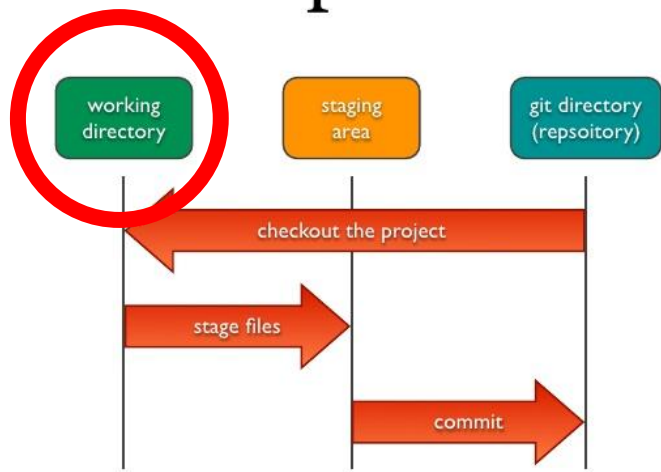 working
directory
staging
area
git directory
(repsoitory)
checkout the project
stage files
commit